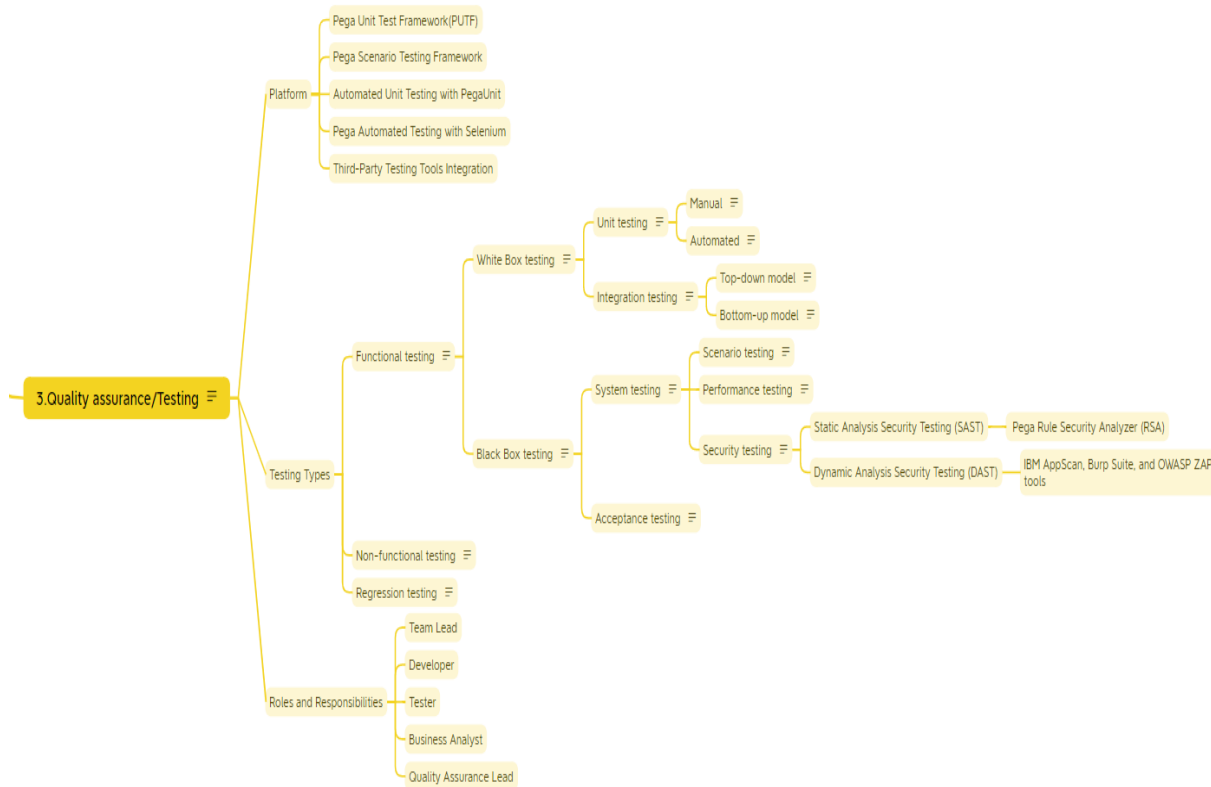 Pega Unit Test Framework(PUTF)
Pega Scenario Testing Framework
Platform
Automated Unit Testing with PegaUnit
Pega Automated Testing with Selenium
Third-Party Testing Tools Integration
Manual
Unit testing
Automated
White Box testing
Top-down model
Integration testing
Bottom-up model
Functional testing
Scenario testing
System testing
Performance testing
3.Quality assurance/Testing
Static Analysis Security Testing (SAST)
Pega Rule Security Analyzer (RSA)
Black Box testing
Security testing
Testing Types
Dynamic Analysis Security Testing (DAST)
IBM AppScan, Burp Suite, and OWASP ZAP
tools
Acceptance testing
Non-functional testing
Regression testing
Team Lead
Developer
Roles and Responsibilities
Tester
Business Analyst
Quality Assurance Lead